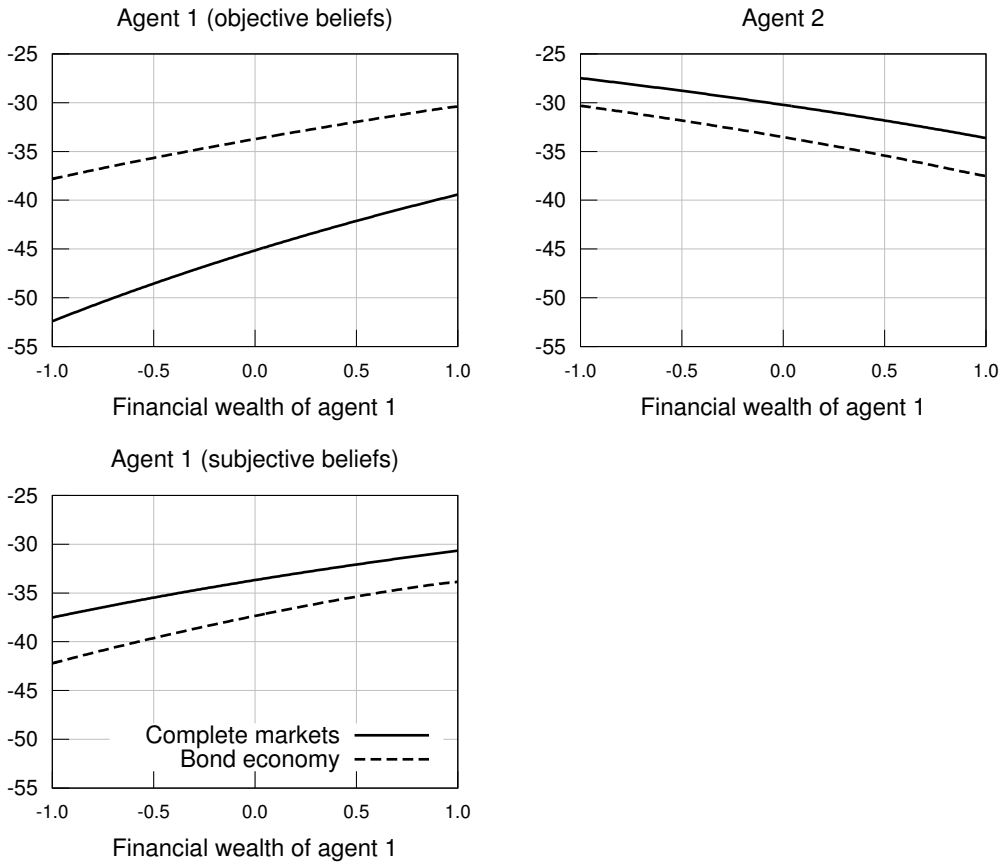 Agent 1 (objective beliefs)
-25
-30
-35
-40
-45
-50
-55
-1.0 -0.5 0.0 0.5 1.0
Financial wealth of agent 1
Agent 2
-25
-30
-35
-40
-45
-50
-55
-1.0 -0.5 0.0 0.5 1.0
Financial wealth of agent 1
Agent 1 (subjective beliefs)
-25
-30
-35
-40
-45
-50
-55
Complete markets
Bond economy
-1.0 -0.5 0.0 0.5 1.0
Financial wealth of agent 1